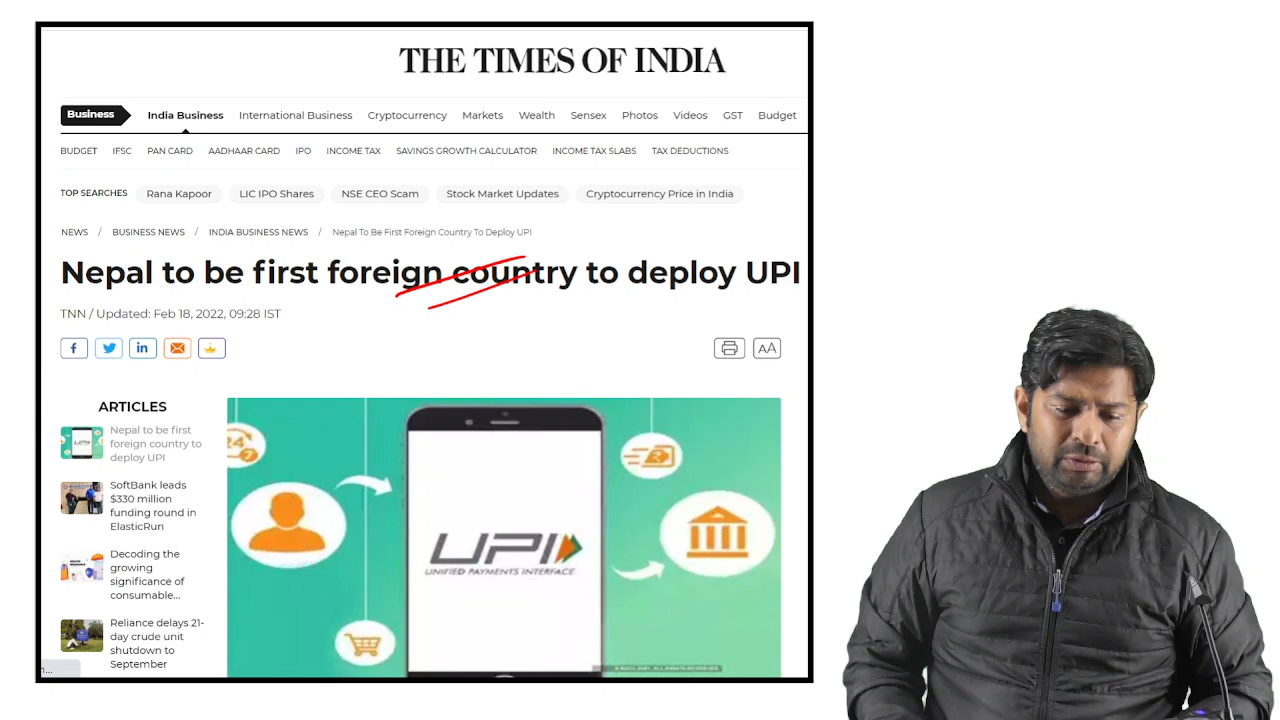 THE TIMES OF INDIA
Business India Business International Business Cryptocurrency Markets Wealth Sensex Photos Videos GST Budget
BUDGET IFSC PAN CARD AADHAAR CARD IPO INCOME TAX SAVINGS GROWTH CALCULATOR INCOME TAX SLABS TAX DEDUCTIONS
TOP SEARCHES Rana Kapoor LIC IPO Shares NSE CEO Scam Stock Market Updates Cryptocurrency Price in India
NEWS / BUSINESS NEWS / INDIA BUSINESS NEWS / Nepal To Be First Foreign Country To Deploy UPI
Nepal to be first foreign country to deploy UPI
TNN / Updated: Feb 18, 2022, 09:28 IST
f in AA
ARTICLES
Nepal to be first
foreign country to
deploy UPI
SoftBank leads
$330 million
funding round in
ElasticRun
Decoding the
growing
significance of
consumable...
Reliance delays 21-
day crude unit
shutdown to
September
24
7
UPI
UNIFIED PAYMENTS INTERFACE